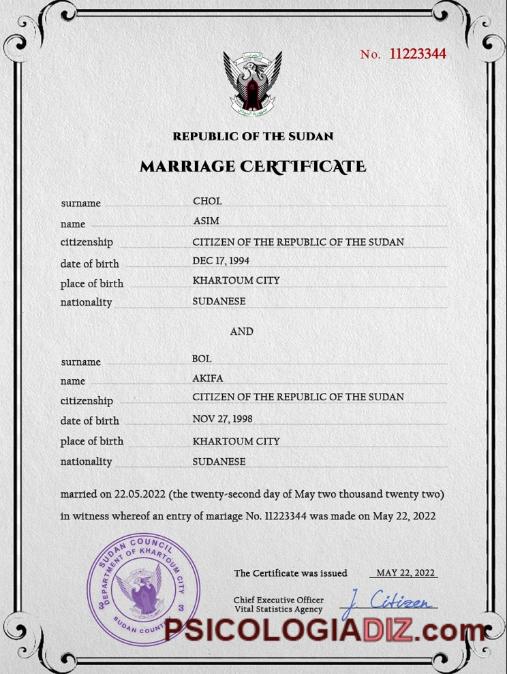 No. 11223344
REPUBLIC OF THE SUDAN
MARRIAGE CERTIFICATE
surname CHOL
name ASIM
citizenship CITIZEN OF THE REPUBLIC OF THE SUDAN
date of birth DEC 17, 1994
place of birth KHARTOUM CITY
nationality SUDANESE
AND
surname BOL
name AKIFA
citizenship CITIZEN OF THE REPUBLIC OF THE SUDAN
date of birth NOV 27, 1998
place of birth KHARTOUM CITY
nationality SUDANESE
married on 22.05.2022 (the twenty-second day of May two thousand twenty two)
in witness whereof an entry of mariage No. 11223344 was made on May 22, 2022
SUDAN COUNCIL
DEPARTMENT OF KHARTOUM CITY
3 3
SUDAN COUNTY
The Certificate was issued MAY 22, 2022
Chief Executive Officer
Vital Statistics Agency
J Citizen
PSICOLOGIADIZ.com